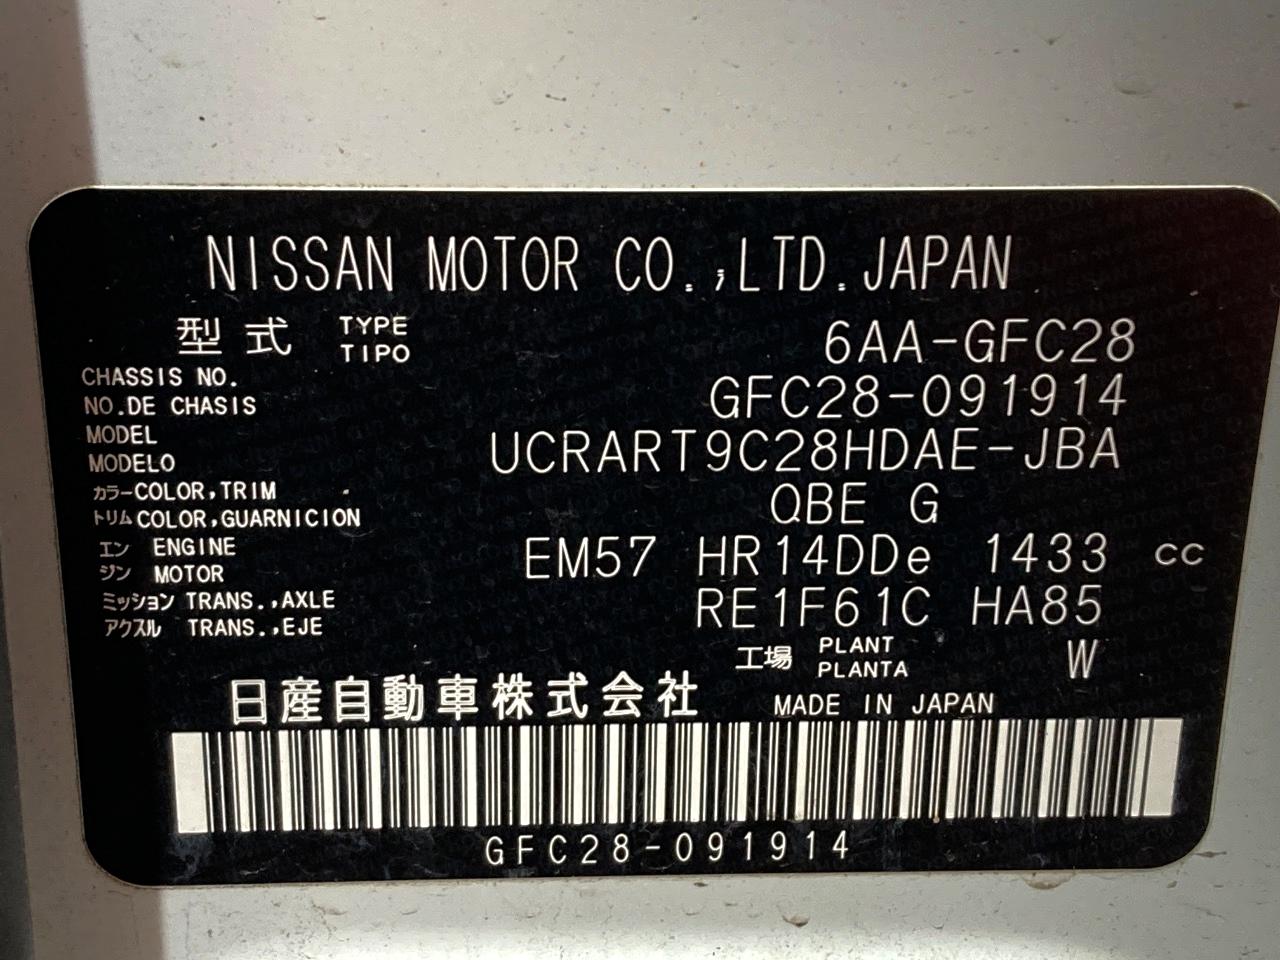 NISSAN MOTOR CO.,LTD.JAPAN
型式 TYPE TIPO 6AA-GFC28
CHASSIS NO.
NO.DE CHASIS GFC28-091914
MODEL
MODELO UCRART9C28HDAE-JBA
カラー COLOR,TRIM
トリム COLOR,GUARNICION QBE G
エン ENGINE
ジン MOTOR EM57 HR14DDe 1433 cc
ミッション TRANS.,AXLE
アクスル TRANS.,EJE RE1F61C HA85
工場 PLANT PLANTA W
日産自動車株式会社 MADE IN JAPAN
GFC28-091914